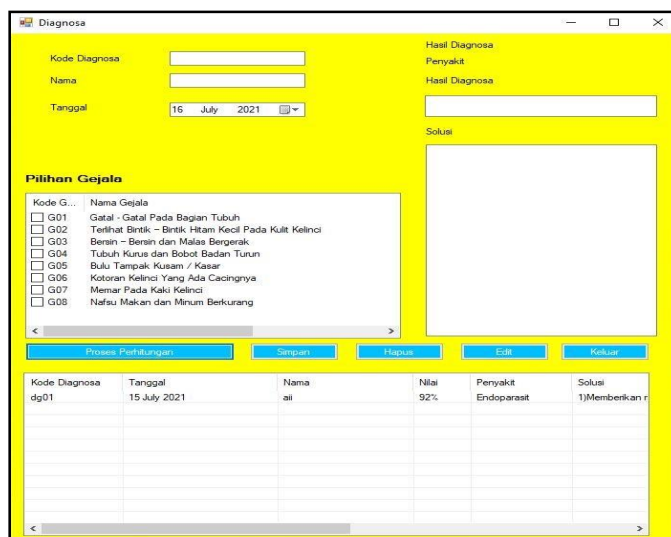 Diagnosa
Kode Diagnosa
Nama
Tanggal
16 July 2021
Hasil Diagnosa
Penyakit
Hasil Diagnosa
Solusi
Pilihan Gejala
Kode G... Nama Gejala
G01 Gatal - Gatal Pada Bagian Tubuh
G02 Terlihat Bintik – Bintik Hitam Kecil Pada Kulit Kelinci
G03 Bersin – Bersin dan Malas Bergerak
G04 Tubuh Kurus dan Bobot Badan Turun
G05 Bulu Tampak Kusam / Kasar
G06 Kotoran Kelinci Yang Ada Cacingnya
G07 Memar Pada Kaki Kelinci
G08 Nafsu Makan dan Minum Berkurang
Proses Perhitungan Simpan Hapus Edit Keluar
Kode Diagnosa Tanggal Nama Nilai Penyakit Solusi
dg01 15 July 2021 aii 92% Endoparasit 1)Memberikan r